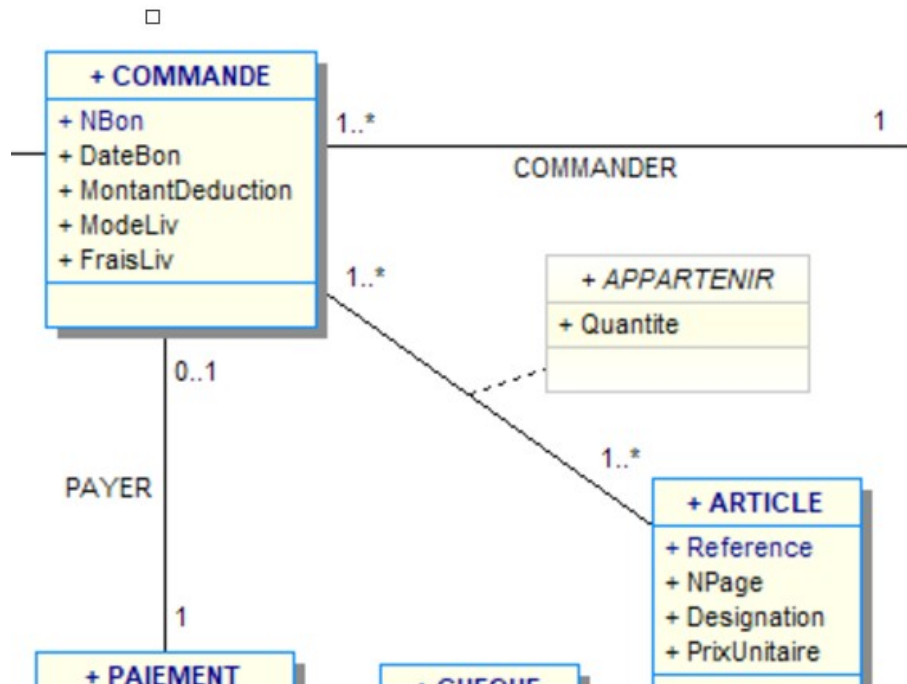 + COMMANDE
+ NBon
+ DateBon
+ MontantDeduction
+ ModeLiv
+ FraisLiv
1..*
1
COMMANDER
1..*
+ APPARTENIR
+ Quantite
0..1
1..*
PAYER
+ ARTICLE
+ Reference
+ NPage
+ Designation
+ PrixUnitaire
1
+ PAIEMENT
+ CHEQUE